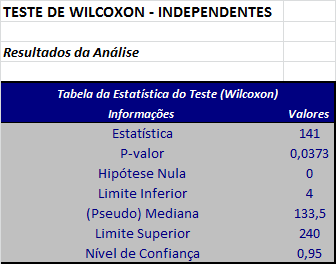 TESTE DE WILCOXON - INDEPENDENTES
Resultados da Análise
Tabela da Estatística do Teste (Wilcoxon)
Informações Valores
Estatística 141
P-valor 0,0373
Hipótese Nula 0
Limite Inferior 4
(Pseudo) Mediana 133,5
Limite Superior 240
Nível de Confiança 0,95